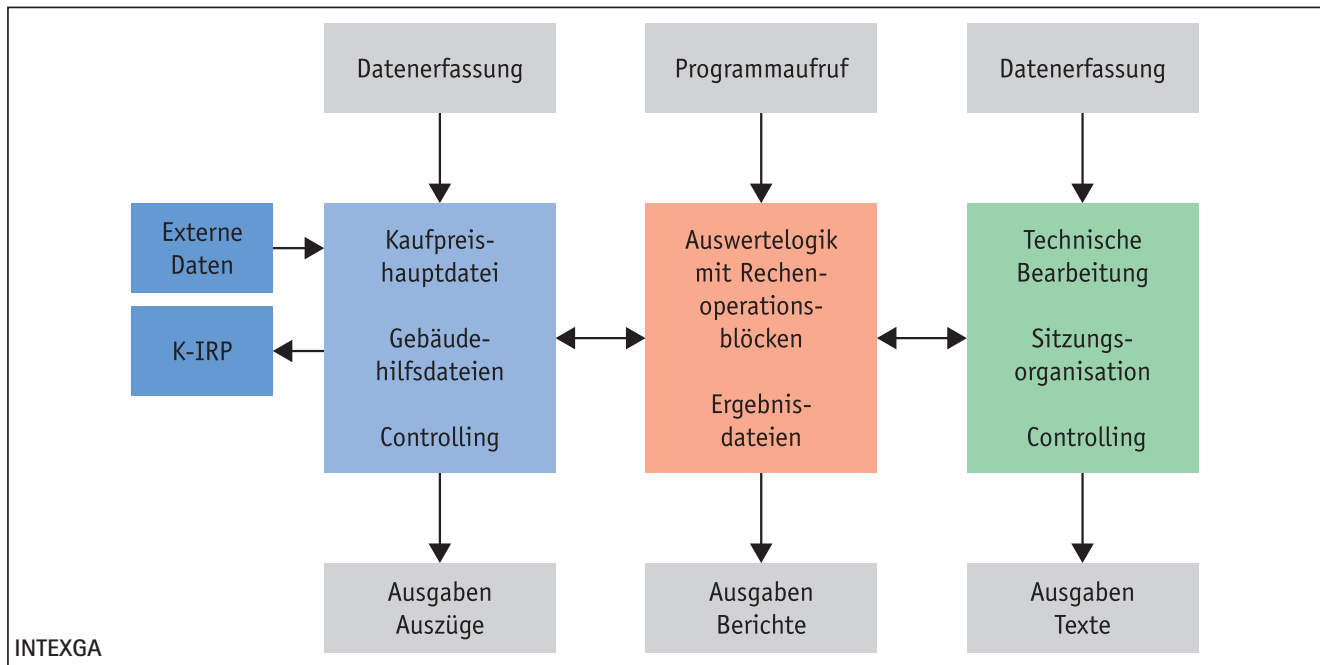 Datenerfassung
Programmaufruf
Datenerfassung
Externe
Daten
K-IRP
Kaufpreis-
hauptdatei
Gebäude-
hilfsdateien
Controlling
Auswertelogik
mit Rechen-
operations-
blöcken
Ergebnis-
dateien
Technische
Bearbeitung
Sitzungs-
organisation
Controlling
Ausgaben
Auszüge
Ausgaben
Berichte
Ausgaben
Texte
INTEXGA